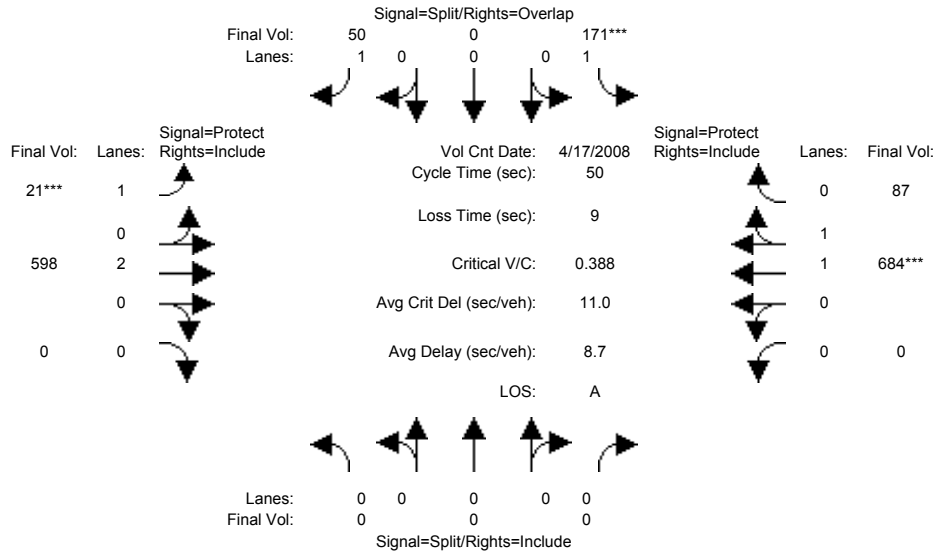 Signal=Split/Rights=Overlap
Final Vol: 50 0 171***
Lanes: 1 0 0 0 1
Signal=Protect
Final Vol: Lanes: Rights=Include
Vol Cnt Date: 4/17/2008
Signal=Protect
Rights=Include Lanes: Final Vol:
Cycle Time (sec): 50
21*** 1
0 87
Loss Time (sec): 9
0
1
598 2
Critical V/C: 0.388
1 684***
0
Avg Crit Del (sec/veh): 11.0
0
0 0
Avg Delay (sec/veh): 8.7
0 0
LOS: A
Lanes: 0 0 0 0 0
Final Vol: 0 0 0
Signal=Split/Rights=Include